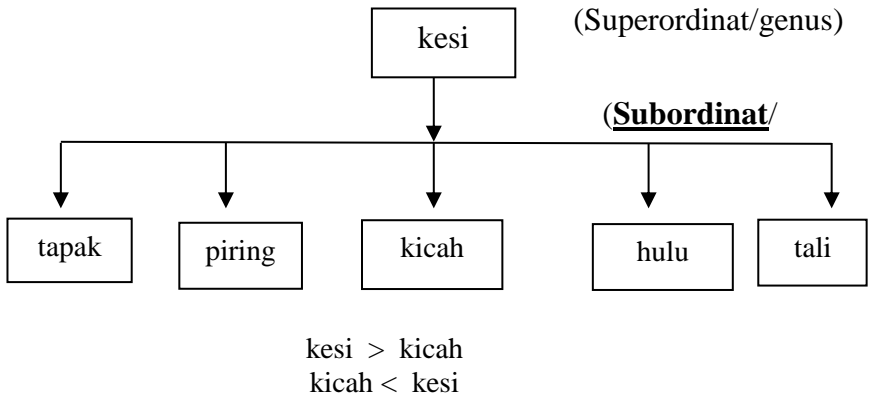 kesi
(Superordinat/genus)
(Subordinat/
tapak
piring
kicah
hulu
tali
kesi > kicah
kicah < kesi